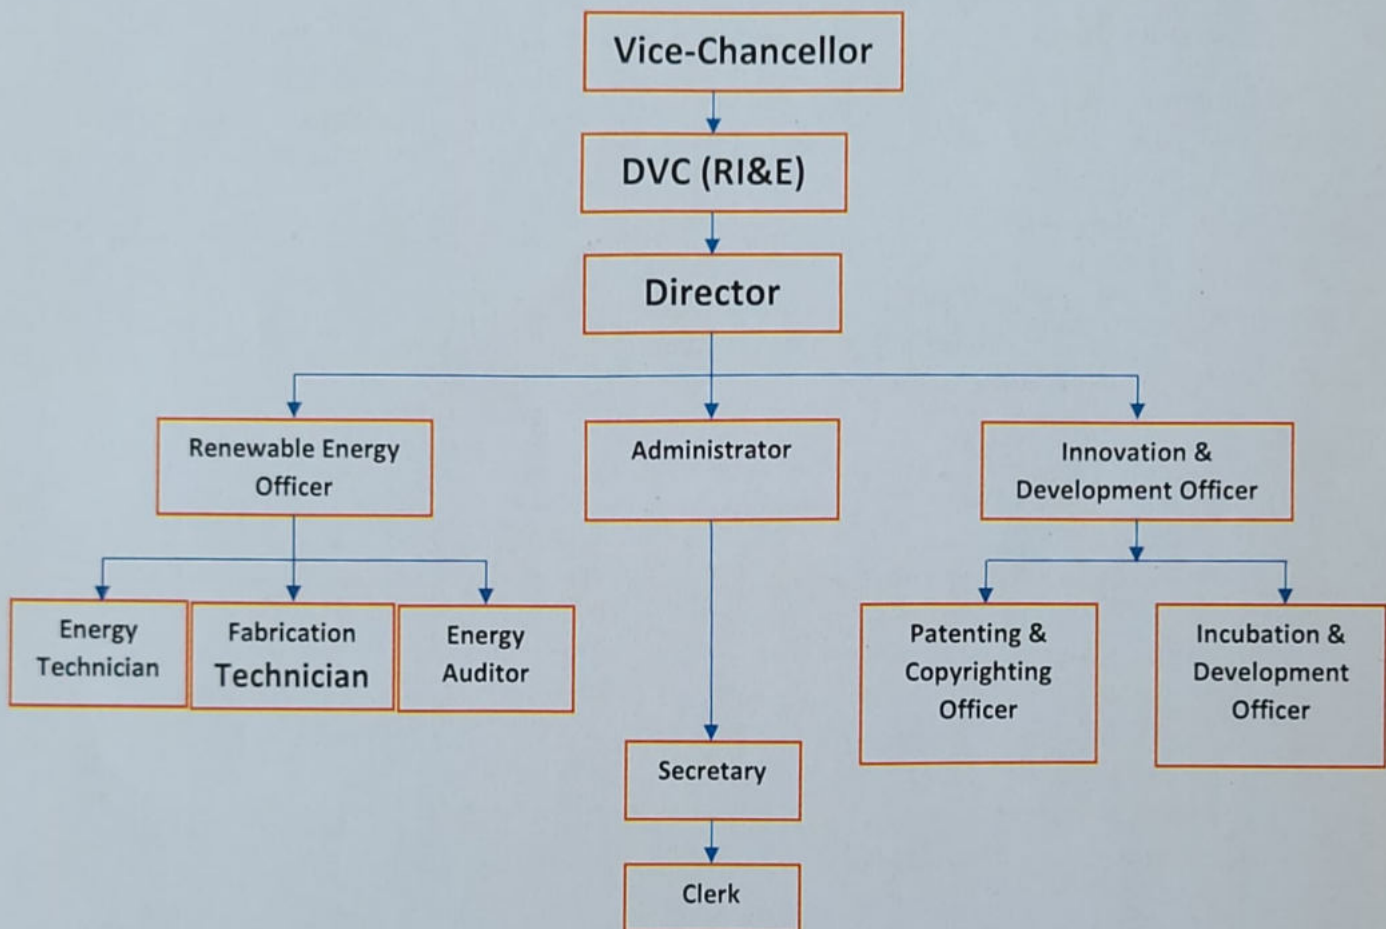 Vice-Chancellor
DVC (RI&E)
Director
Renewable Energy
Officer
Administrator
Innovation &
Development Officer
Energy
Technician
Fabrication
Technician
Energy
Auditor
Patenting &
Copyrighting
Officer
Incubation &
Development
Officer
Secretary
Clerk